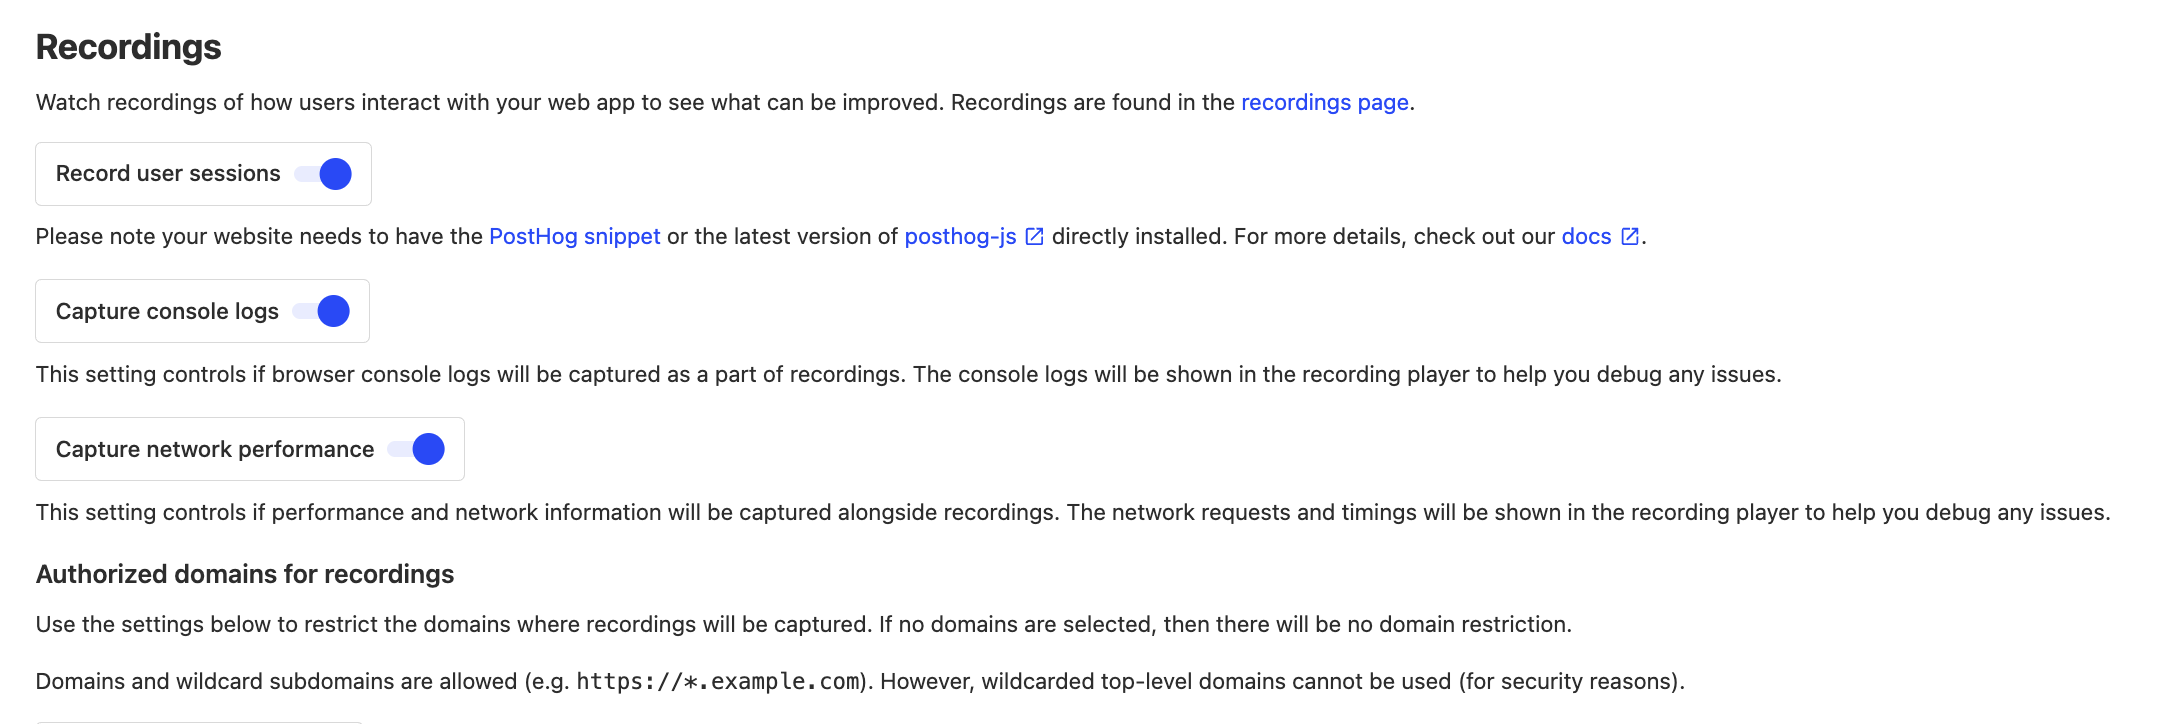 Recordings
Watch recordings of how users interact with your web app to see what can be improved. Recordings are found in the recordings page.
Record user sessions
Please note your website needs to have the PostHog snippet or the latest version of posthog-js directly installed. For more details, check out our docs.
Capture console logs
This setting controls if browser console logs will be captured as a part of recordings. The console logs will be shown in the recording player to help you debug any issues.
Capture network performance
This setting controls if performance and network information will be captured alongside recordings. The network requests and timings will be shown in the recording player to help you debug any issues.
Authorized domains for recordings
Use the settings below to restrict the domains where recordings will be captured. If no domains are selected, then there will be no domain restriction.
Domains and wildcard subdomains are allowed (e.g. https://*.example.com). However, wildcarded top-level domains cannot be used (for security reasons).